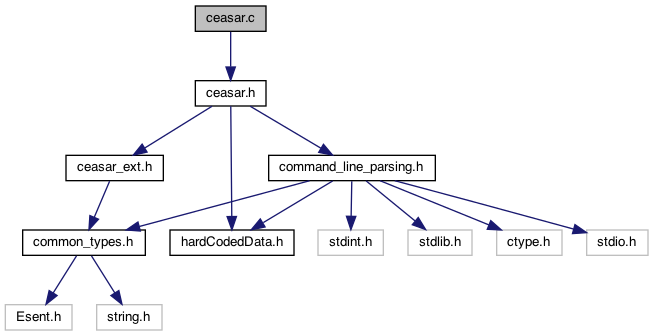 ceasar.c
ceasar.h
ceasar_ext.h
command_line_parsing.h
common_types.h
hardCodedData.h
stdint.h
stdlib.h
ctype.h
stdio.h
Esent.h
string.h